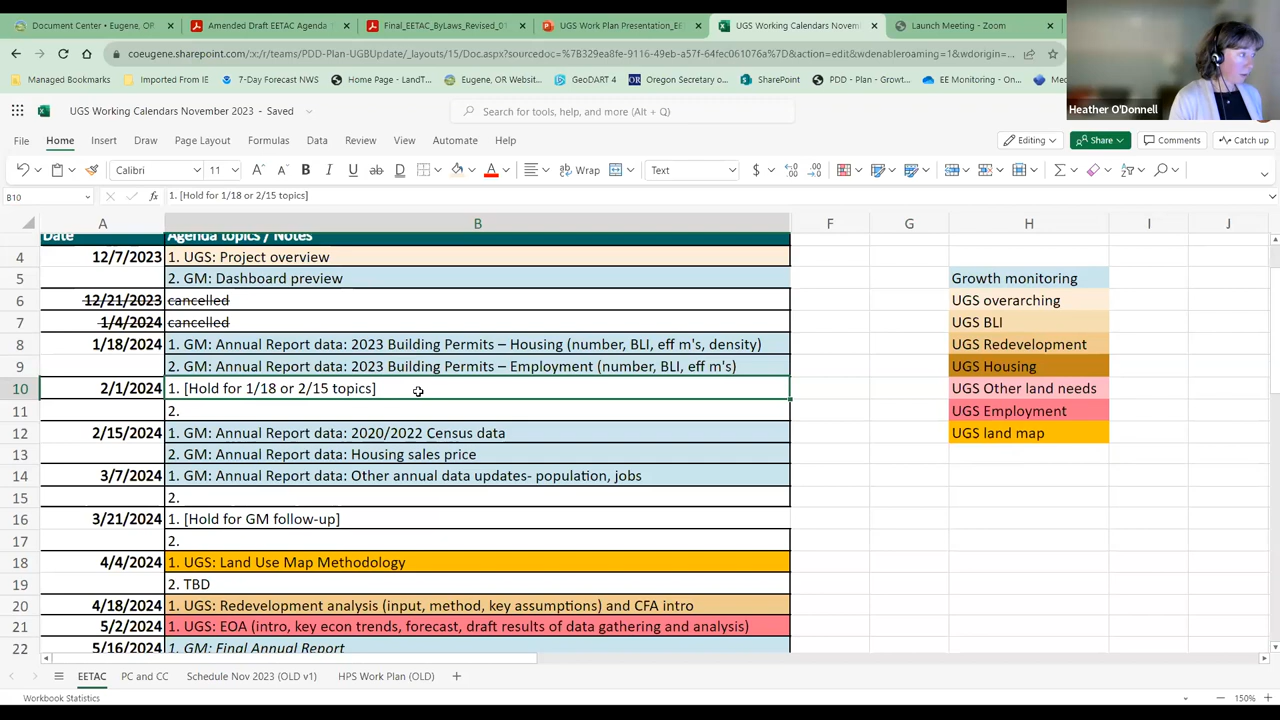 Document Center • Eugene, OR
Amended Draft EETAC Agenda
Final_EETAC_ByLaws_Revised_01
UGS Work Plan Presentation_E
UGS Working Calendars Novem
Launch Meeting - Zoom
coeugene.sharepoint.com/:x:/r/teams/PDD-Plan-UGBUpdate/_layouts/15/Doc.aspx?sourcedoc=%7B329ea8fe-9116-49eb-a57f-64fec061076a%7D&action=edit&wdenableroaming=1&wdorigin=...
Managed Bookmarks
Imported From IE
7-Day Forecast NWS
Home Page - LandT...
Eugene, OR Website...
GeoDART 4
OR
Oregon Secretary o...
SharePoint
PDD - Plan - Growt...
EE Monitoring - On...
Heather O'Donnell
UGS Working Calendars November 2023 - Saved
Search for tools, help, and more (Alt + Q)
File Home Insert Draw Page Layout Formulas Data Review View Automate Help
Editing Share Comments Catch up
Calibri 11 Wrap Text
B10 fx 1. [Hold for 1/18 or 2/15 topics]
A B F G H I J
Date Agenda topics / Notes
4 12/7/2023 1. UGS: Project overview
5 2. GM: Dashboard preview Growth monitoring
6 12/21/2023 cancelled UGS overarching
7 1/4/2024 cancelled UGS BLI
8 1/18/2024 1. GM: Annual Report data: 2023 Building Permits – Housing (number, BLI, eff m's, density) UGS Redevelopment
9 2. GM: Annual Report data: 2023 Building Permits – Employment (number, BLI, eff m's) UGS Housing
10 2/1/2024 1. [Hold for 1/18 or 2/15 topics] UGS Other land needs
11 2. UGS Employment
12 2/15/2024 1. GM: Annual Report data: 2020/2022 Census data UGS land map
13 2. GM: Annual Report data: Housing sales price
14 3/7/2024 1. GM: Annual Report data: Other annual data updates- population, jobs
15 2.
16 3/21/2024 1. [Hold for GM follow-up]
17 2.
18 4/4/2024 1. UGS: Land Use Map Methodology
19 2. TBD
20 4/18/2024 1. UGS: Redevelopment analysis (input, method, key assumptions) and CFA intro
21 5/2/2024 1. UGS: EOA (intro, key econ trends, forecast, draft results of data gathering and analysis)
22 5/16/2024 1. GM: Final Annual Report
EETAC PC and CC Schedule Nov 2023 (OLD v1) HPS Work Plan (OLD)
Workbook Statistics 150%